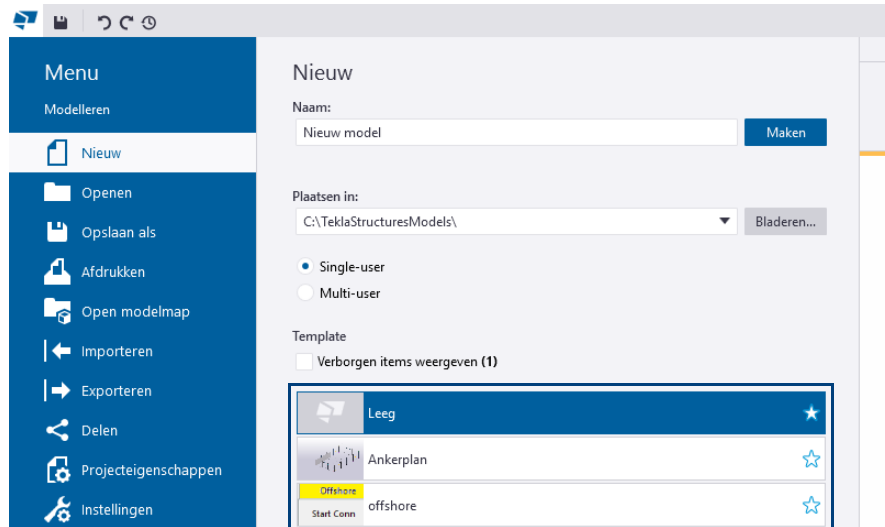 Menu
Modelleren
Nieuw
Openen
Opslaan als
Afdrukken
Open modelmap
Importeren
Exporteren
Delen
Projecteigenschappen
Instellingen
Nieuw
Naam:
Nieuw model
Maken
Plaatsen in:
C:\TeklaStructuresModels\
Bladeren...
Single-user
Multi-user
Template
Verborgen items weergeven (1)
Leeg
Ankerplan
Offshore
Start Conn
offshore